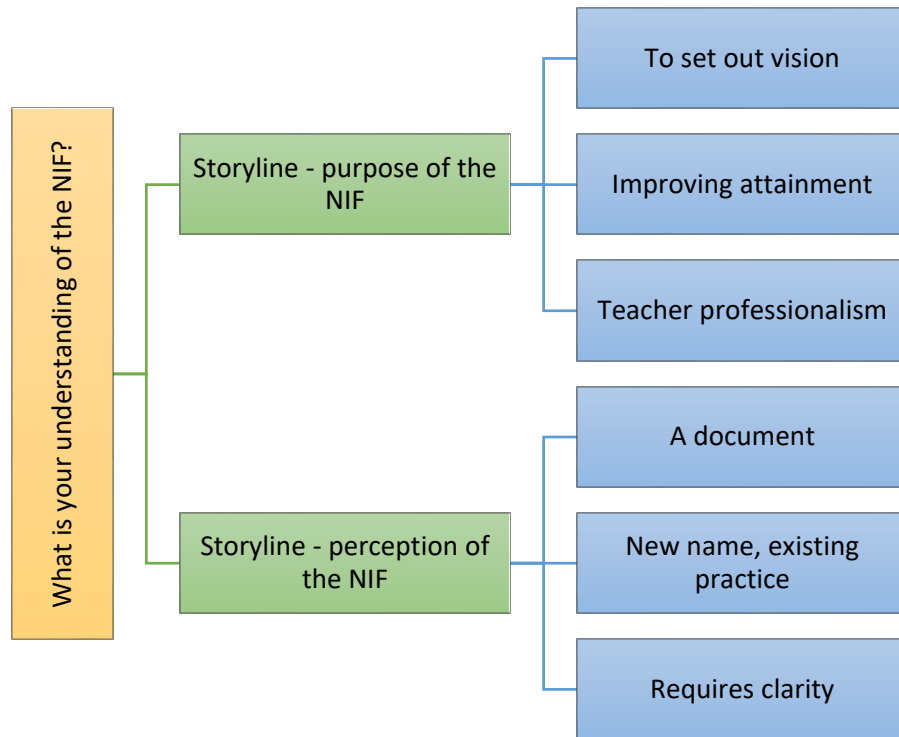 What is your understanding of the NIF?
Storyline - purpose of the
NIF
To set out vision
Improving attainment
Teacher professionalism
Storyline - perception of
the NIF
A document
New name, existing
practice
Requires clarity